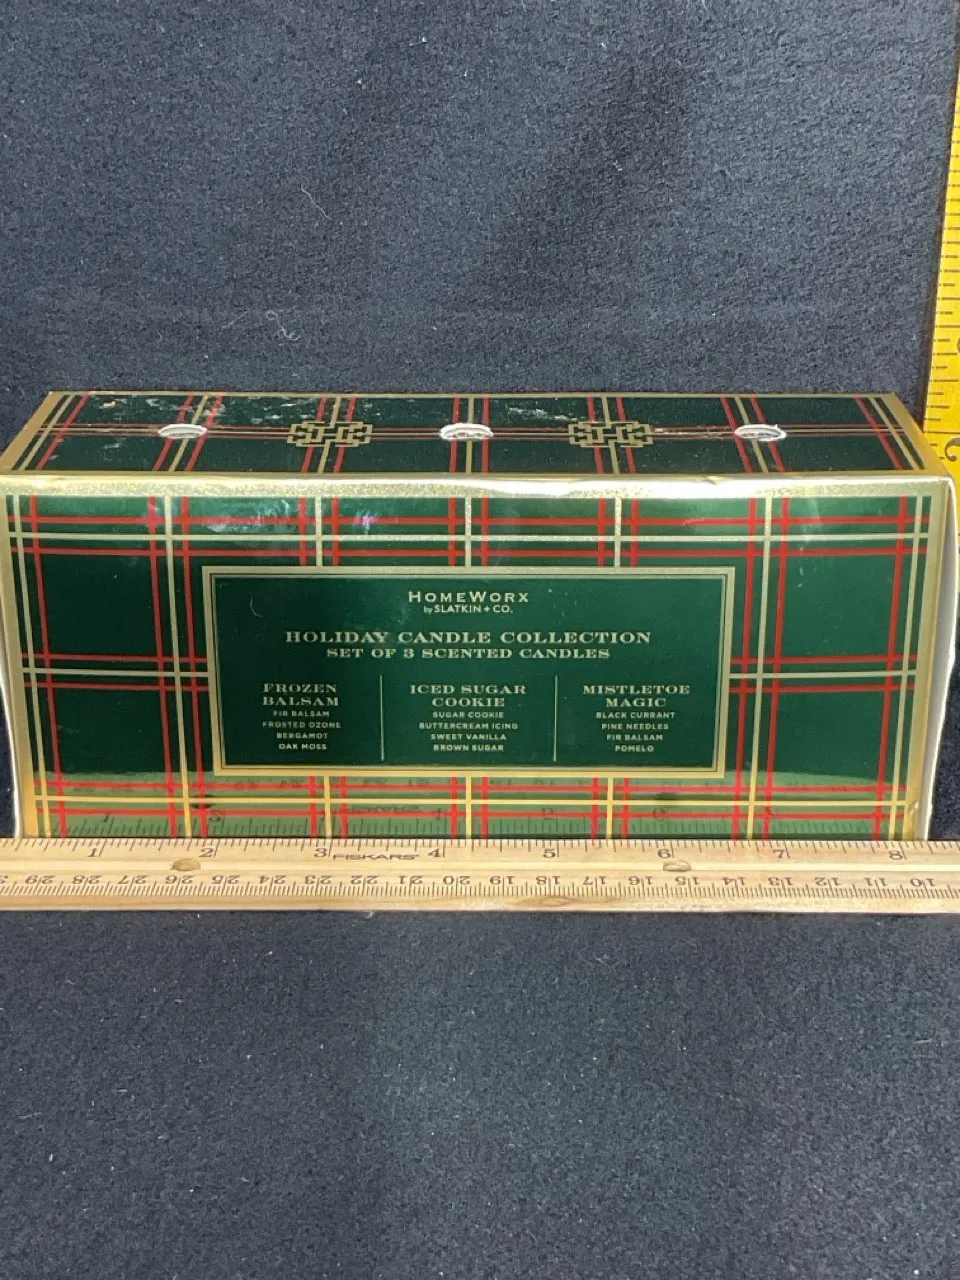 HOMEWORX
by SLATKIN + CO.
HOLIDAY CANDLE COLLECTION
SET OF 3 SCENTED CANDLES
FROZEN
BALSAM
FIR BALSAM
FROSTED OZONE
BERGAMOT
OAK MOSS
ICED SUGAR
COOKIE
SUGAR COOKIE
BUTTERCREAM ICING
SWEET VANILLA
BROWN SUGAR
MISTLETOE
MAGIC
BLACK CURRANT
PINE NEEDLES
FIR BALSAM
POMELO
1 2 3 FISKARS 4 5 6 7 8
29 28 27 26 25 24 23 22 21 20 19 18 17 16 15 14 13 12 11 10